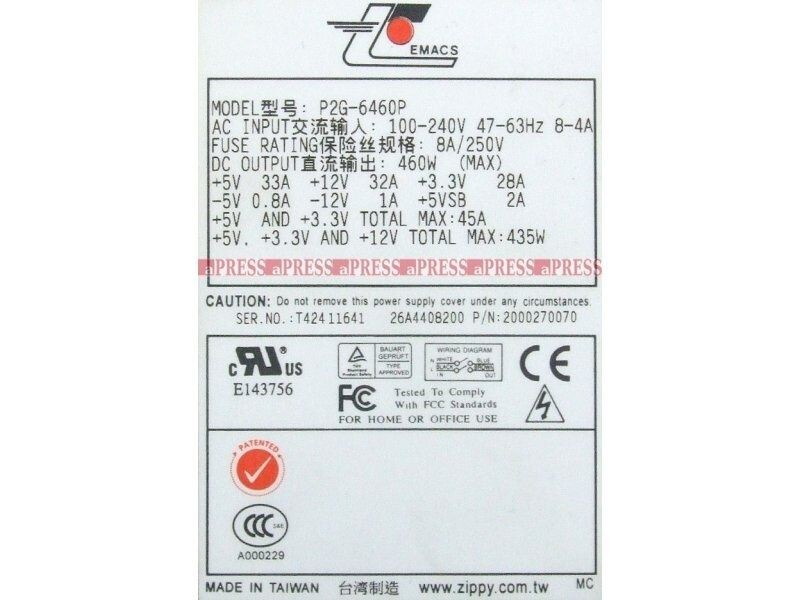 EMACS
MODEL型号: P2G-6460P
AC INPUT交流输入: 100-240V 47-63Hz 8-4A
FUSE RATING保险丝规格: 8A/250V
DC OUTPUT直流输出: 460W (MAX)
+5V 33A +12V 32A +3.3V 28A
-5V 0.8A -12V 1A +5VSB 2A
+5V AND +3.3V TOTAL MAX:45A
+5V, +3.3V AND +12V TOTAL MAX:435W
aPRESS aPRESS aPRESS aPRESS aPRESS aPRESS
CAUTION: Do not remove this power supply cover under any circumstances.
SER.NO.:T42411641 26A4408200 P/N:2000270070
c RU ® US
E143756
TÜV
BAUART
GEPRÜFT
TYPE
APPROVED
WIRING DIAGRAM
N WHITE BLUE
L BLACK BROWN
IN OUT
CE
FC
Tested To Comply
With FCC Standards
FOR HOME OR OFFICE USE
PATENTED
CCC S&E
A000229
MADE IN TAIWAN 台湾制造 www.zippy.com.tw MC